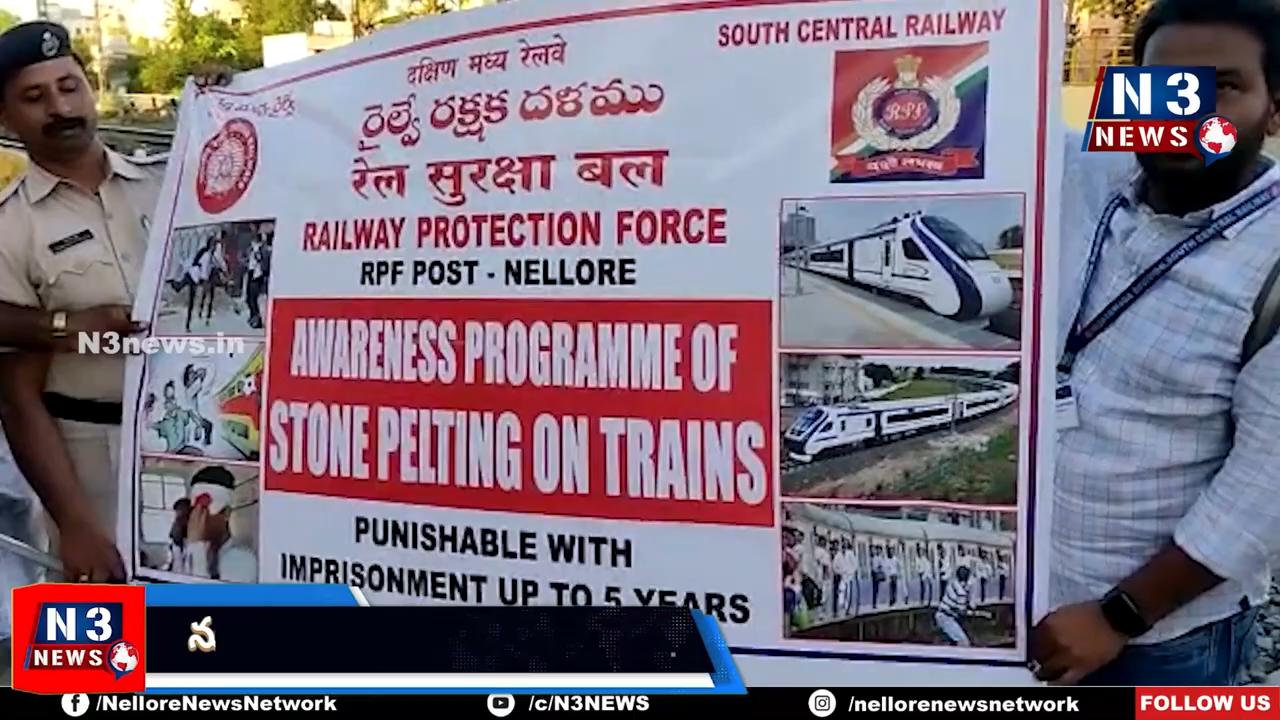 SOUTH CENTRAL RAILWAY
दक्षिण मध्य रेलवे
రైల్వే రక్షక దళము
रेल सुरक्षा बल
RAILWAY PROTECTION FORCE
RPF POST - NELLORE
AWARENESS PROGRAMME OF
STONE PELTING ON TRAINS
PUNISHABLE WITH
IMPRISONMENT UP TO 5 YEARS
RPF
N3
NEWS
N3news.in
N3
NEWS
న
/NelloreNewsNetwork
/c/N3NEWS
/nellorenewsnetwork
FOLLOW US